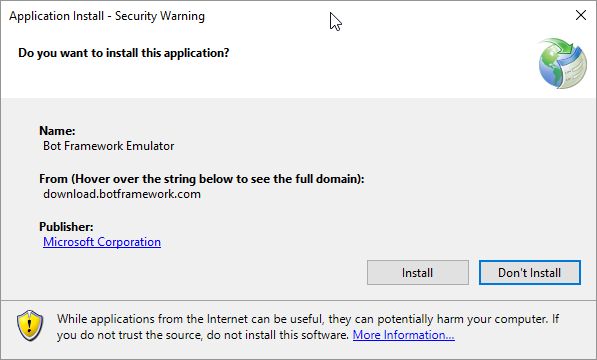 Application Install - Security Warning
Do you want to install this application?
Name:
Bot Framework Emulator
From (Hover over the string below to see the full domain):
download.botframework.com
Publisher:
Microsoft Corporation
Install
Don't Install
While applications from the Internet can be useful, they can potentially harm your computer. If
you do not trust the source, do not install this software. More Information...